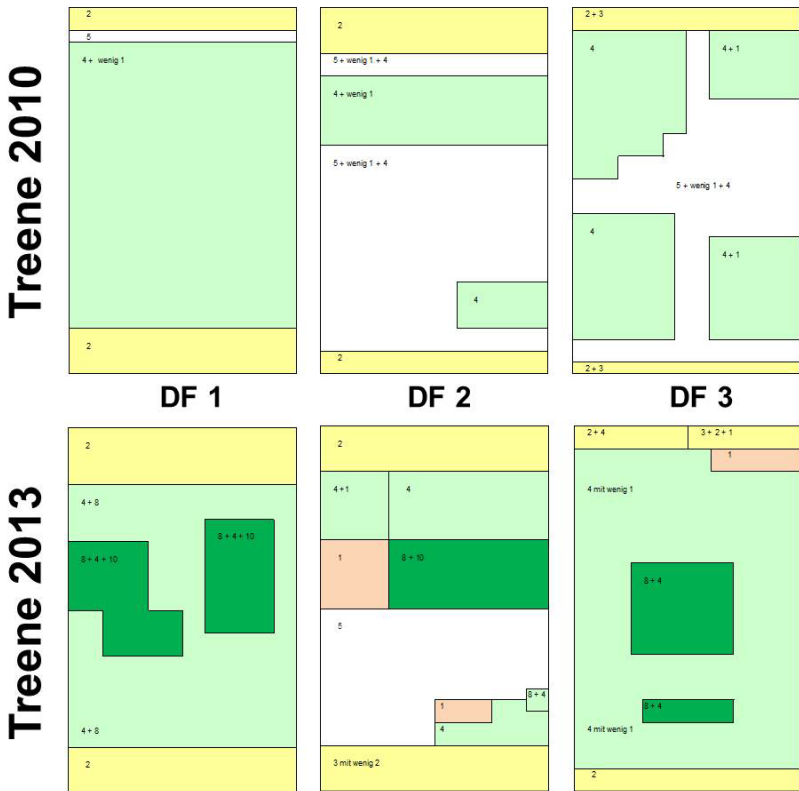 Treene 2010
2
5
4 + wenig 1
2
2
5 + wenig 1 + 4
4 + wenig 1
5 + wenig 1 + 4
4
2
2 + 3
4
4 + 1
5 + wenig 1 + 4
4
4 + 1
2 + 3
DF 1
DF 2
DF 3
Treene 2013
2
4 + 8
8 + 4 + 10
8 + 4 + 10
4 + 8
2
2
4 + 1
4
1
8 + 10
5
8 + 4
1
4
3 mit wenig 2
2 + 4
3 + 2 + 1
1
4 mit wenig 1
8 + 4
8 + 4
4 mit wenig 1
2